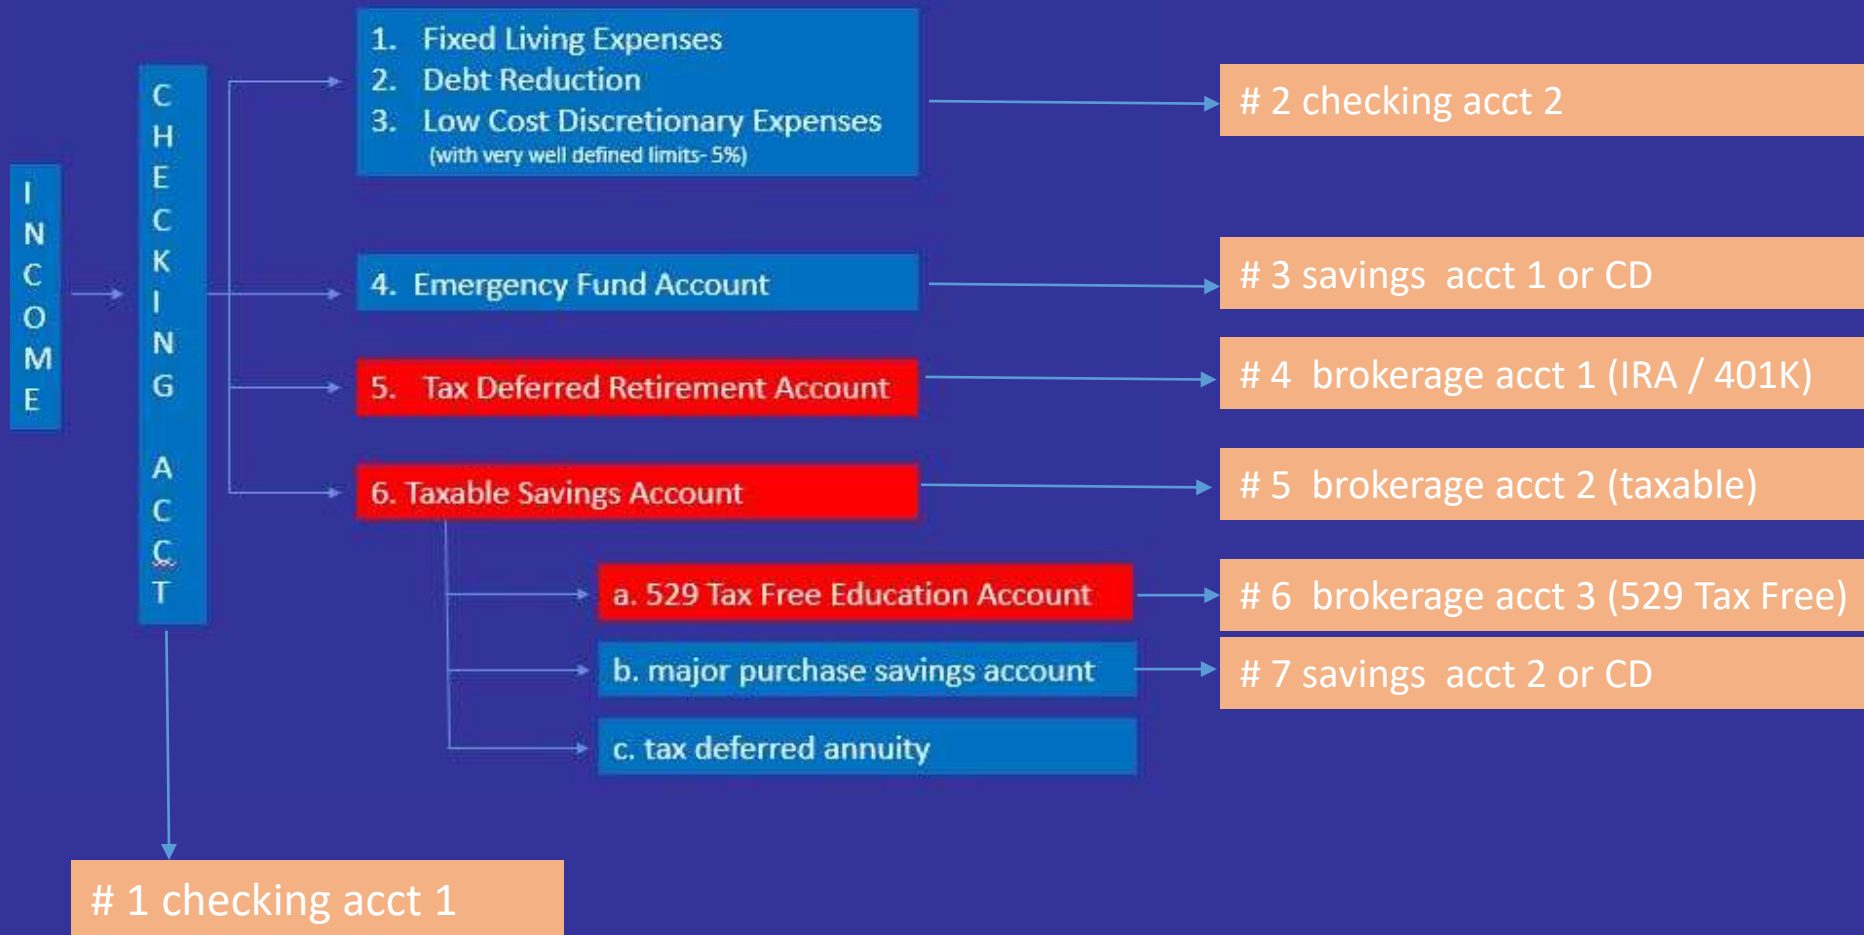 INCOME
CHECKING ACCT
1. Fixed Living Expenses
2. Debt Reduction
3. Low Cost Discretionary Expenses
(with very well defined limits- 5%)
# 2 checking acct 2
4. Emergency Fund Account
# 3 savings acct 1 or CD
5. Tax Deferred Retirement Account
# 4 brokerage acct 1 (IRA / 401K)
6. Taxable Savings Account
# 5 brokerage acct 2 (taxable)
a. 529 Tax Free Education Account
# 6 brokerage acct 3 (529 Tax Free)
b. major purchase savings account
# 7 savings acct 2 or CD
c. tax deferred annuity
# 1 checking acct 1